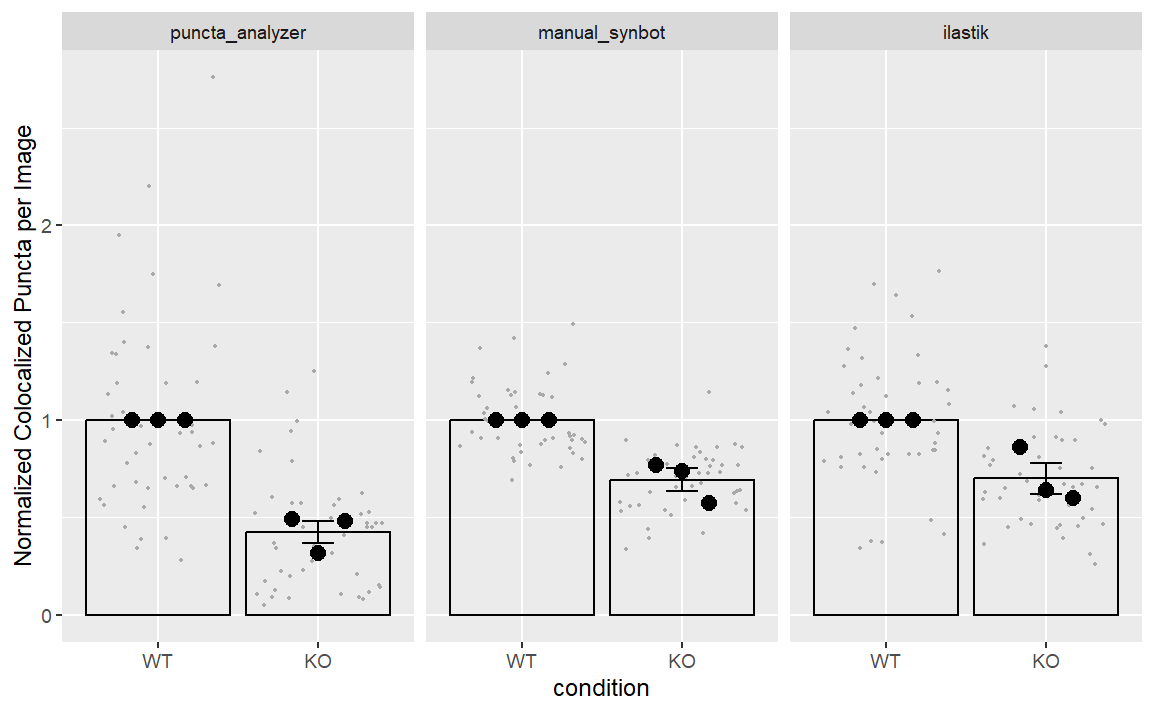 puncta_analyzer manual_synbot ilastik
Normalized Colocalized Puncta per Image
2
1
0
WT KO WT KO WT KO
condition